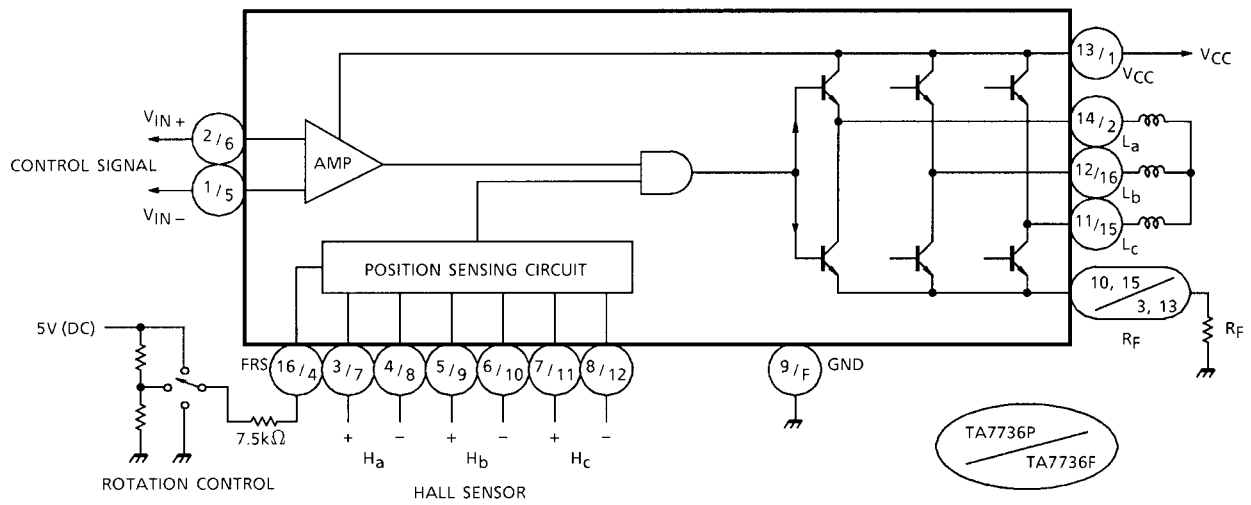 13/1
VCC
VCC
VIN+
2/6
AMP
14/2
La
CONTROL SIGNAL
12/16
Lb
1/5
VIN−
11/15
Lc
POSITION SENSING CIRCUIT
10, 15
3, 13
RF
RF
5V (DC)
FRS
16/4
3/7
4/8
5/9
6/10
7/11
8/12
9/F
GND
7.5kΩ
+ − + − + −
Ha Hb Hc
ROTATION CONTROL
HALL SENSOR
TA7736P
TA7736F